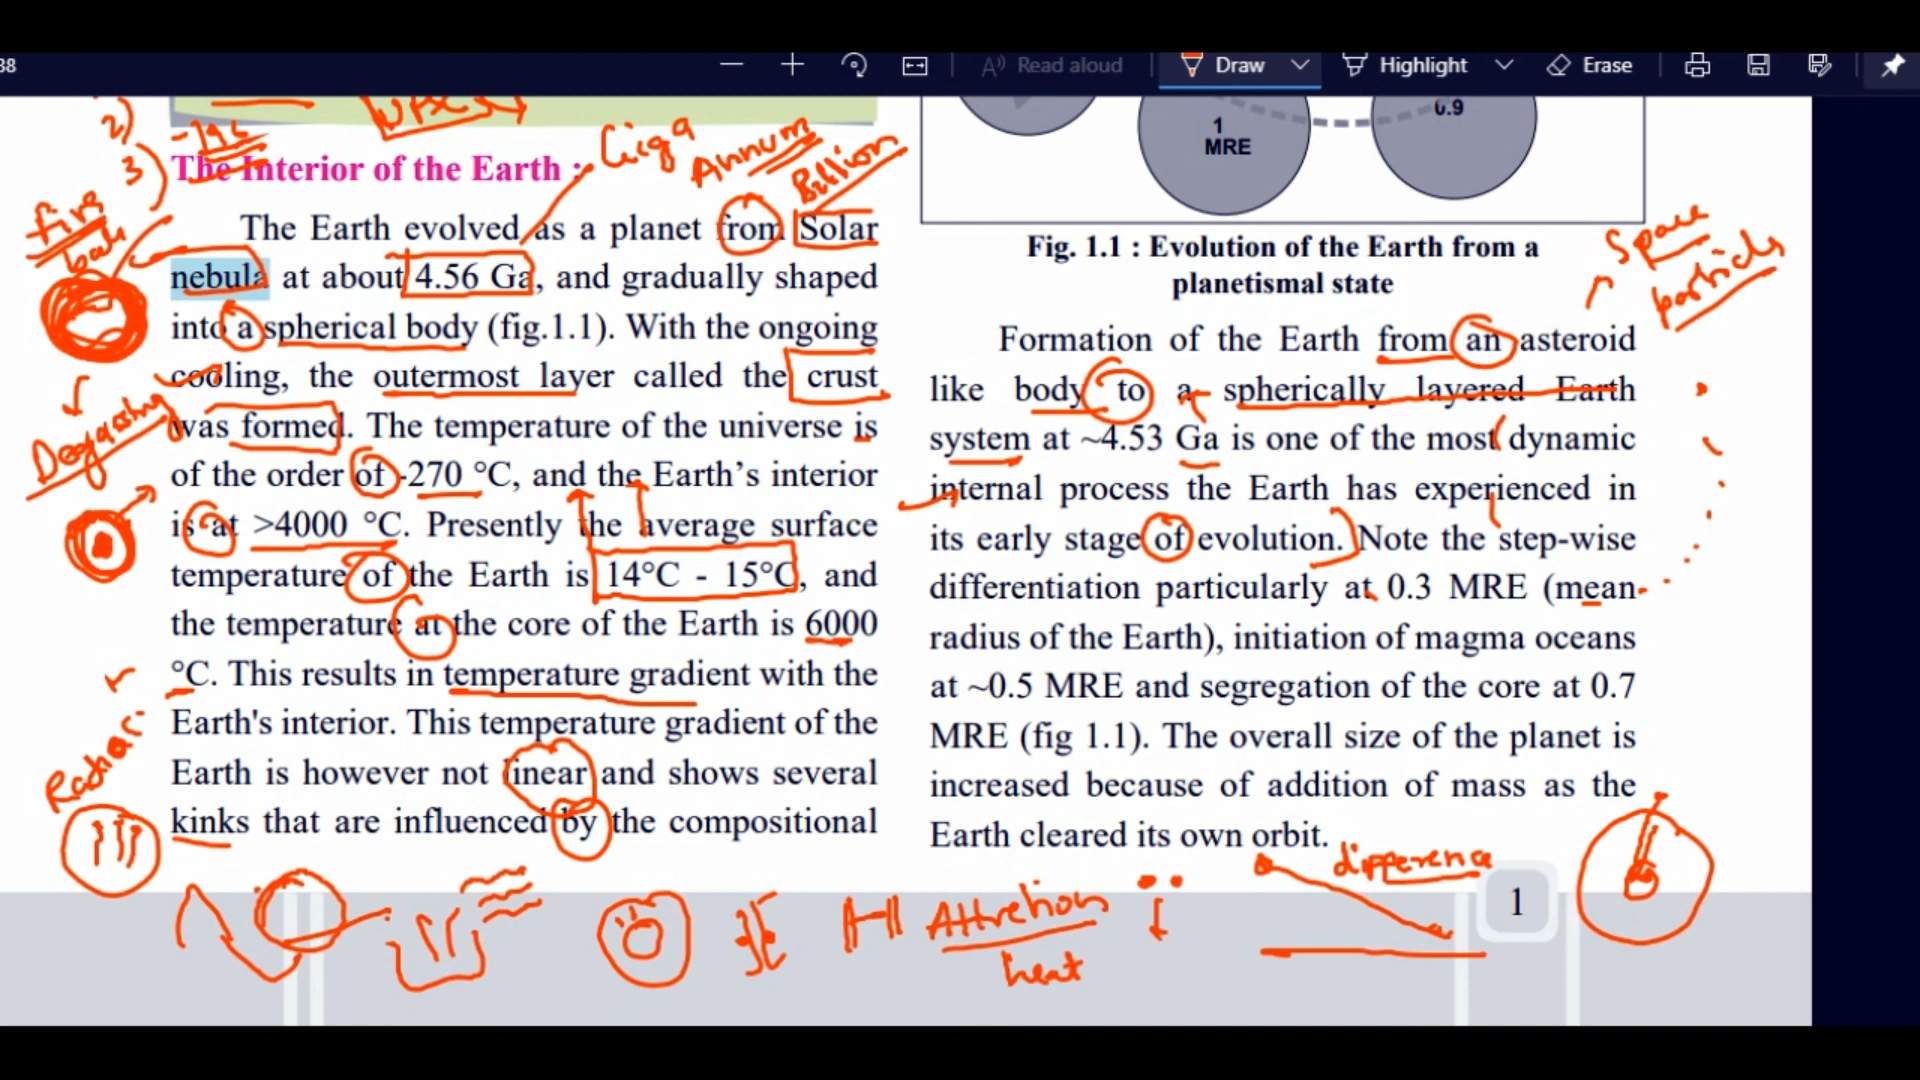 38
Read aloud
Draw
Highlight
Erase
2)
UPSC
3)
Giga
Annum
Billion
The Interior of the Earth :
fire
ball
The Earth evolved as a planet from Solar
nebula at about 4.56 Ga, and gradually shaped
into a spherical body (fig.1.1). With the ongoing
cooling, the outermost layer called the crust
was formed. The temperature of the universe is
of the order of -270 °C, and the Earth’s interior
is at >4000 °C. Presently the average surface
temperature of the Earth is 14°C - 15°C, and
the temperature at the core of the Earth is 6000
°C. This results in temperature gradient with the
Earth's interior. This temperature gradient of the
Earth is however not linear and shows several
kinks that are influenced by the compositional
Degassing
1
MRE
0.9
Fig. 1.1 : Evolution of the Earth from a
planetismal state
Space
particles
Formation of the Earth from an asteroid
like body to a spherically layered Earth
system at ~4.53 Ga is one of the most dynamic
internal process the Earth has experienced in
its early stage of evolution. Note the step-wise
differentiation particularly at 0.3 MRE (mean
radius of the Earth), initiation of magma oceans
at ~0.5 MRE and segregation of the core at 0.7
MRE (fig 1.1). The overall size of the planet is
increased because of addition of mass as the
Earth cleared its own orbit.
difference
heat
1